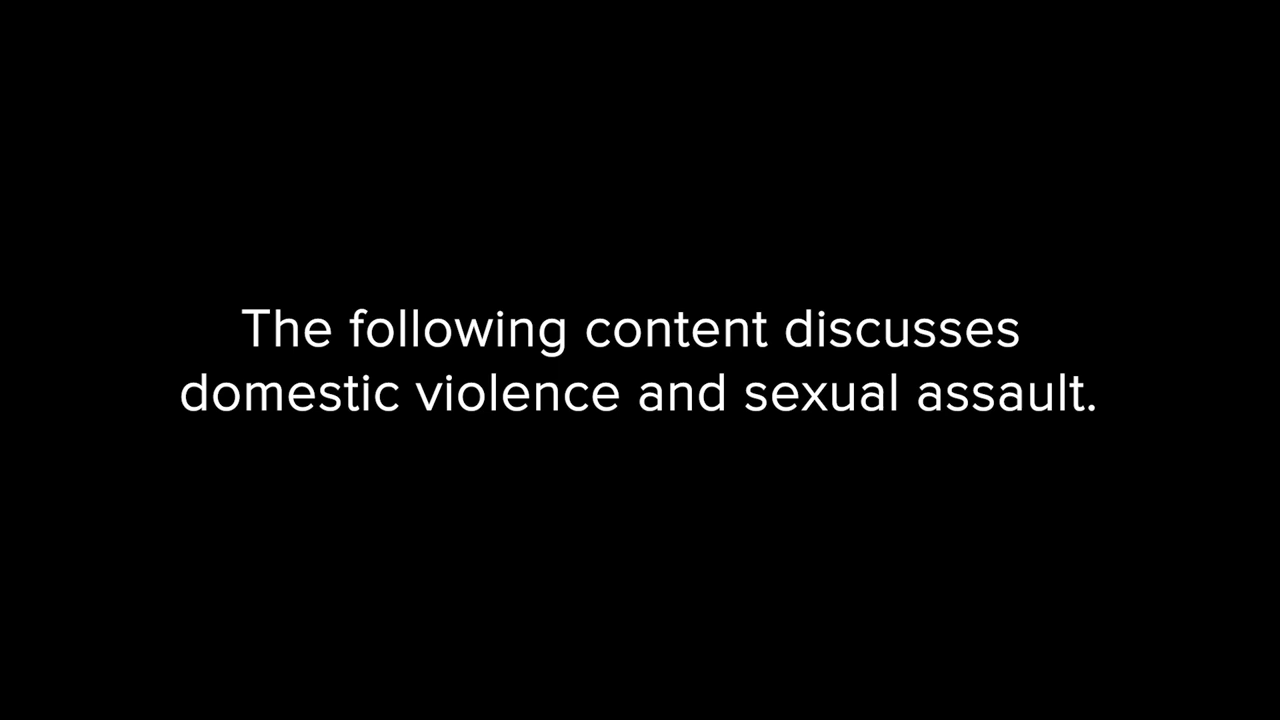 The following content discusses
domestic violence and sexual assault.